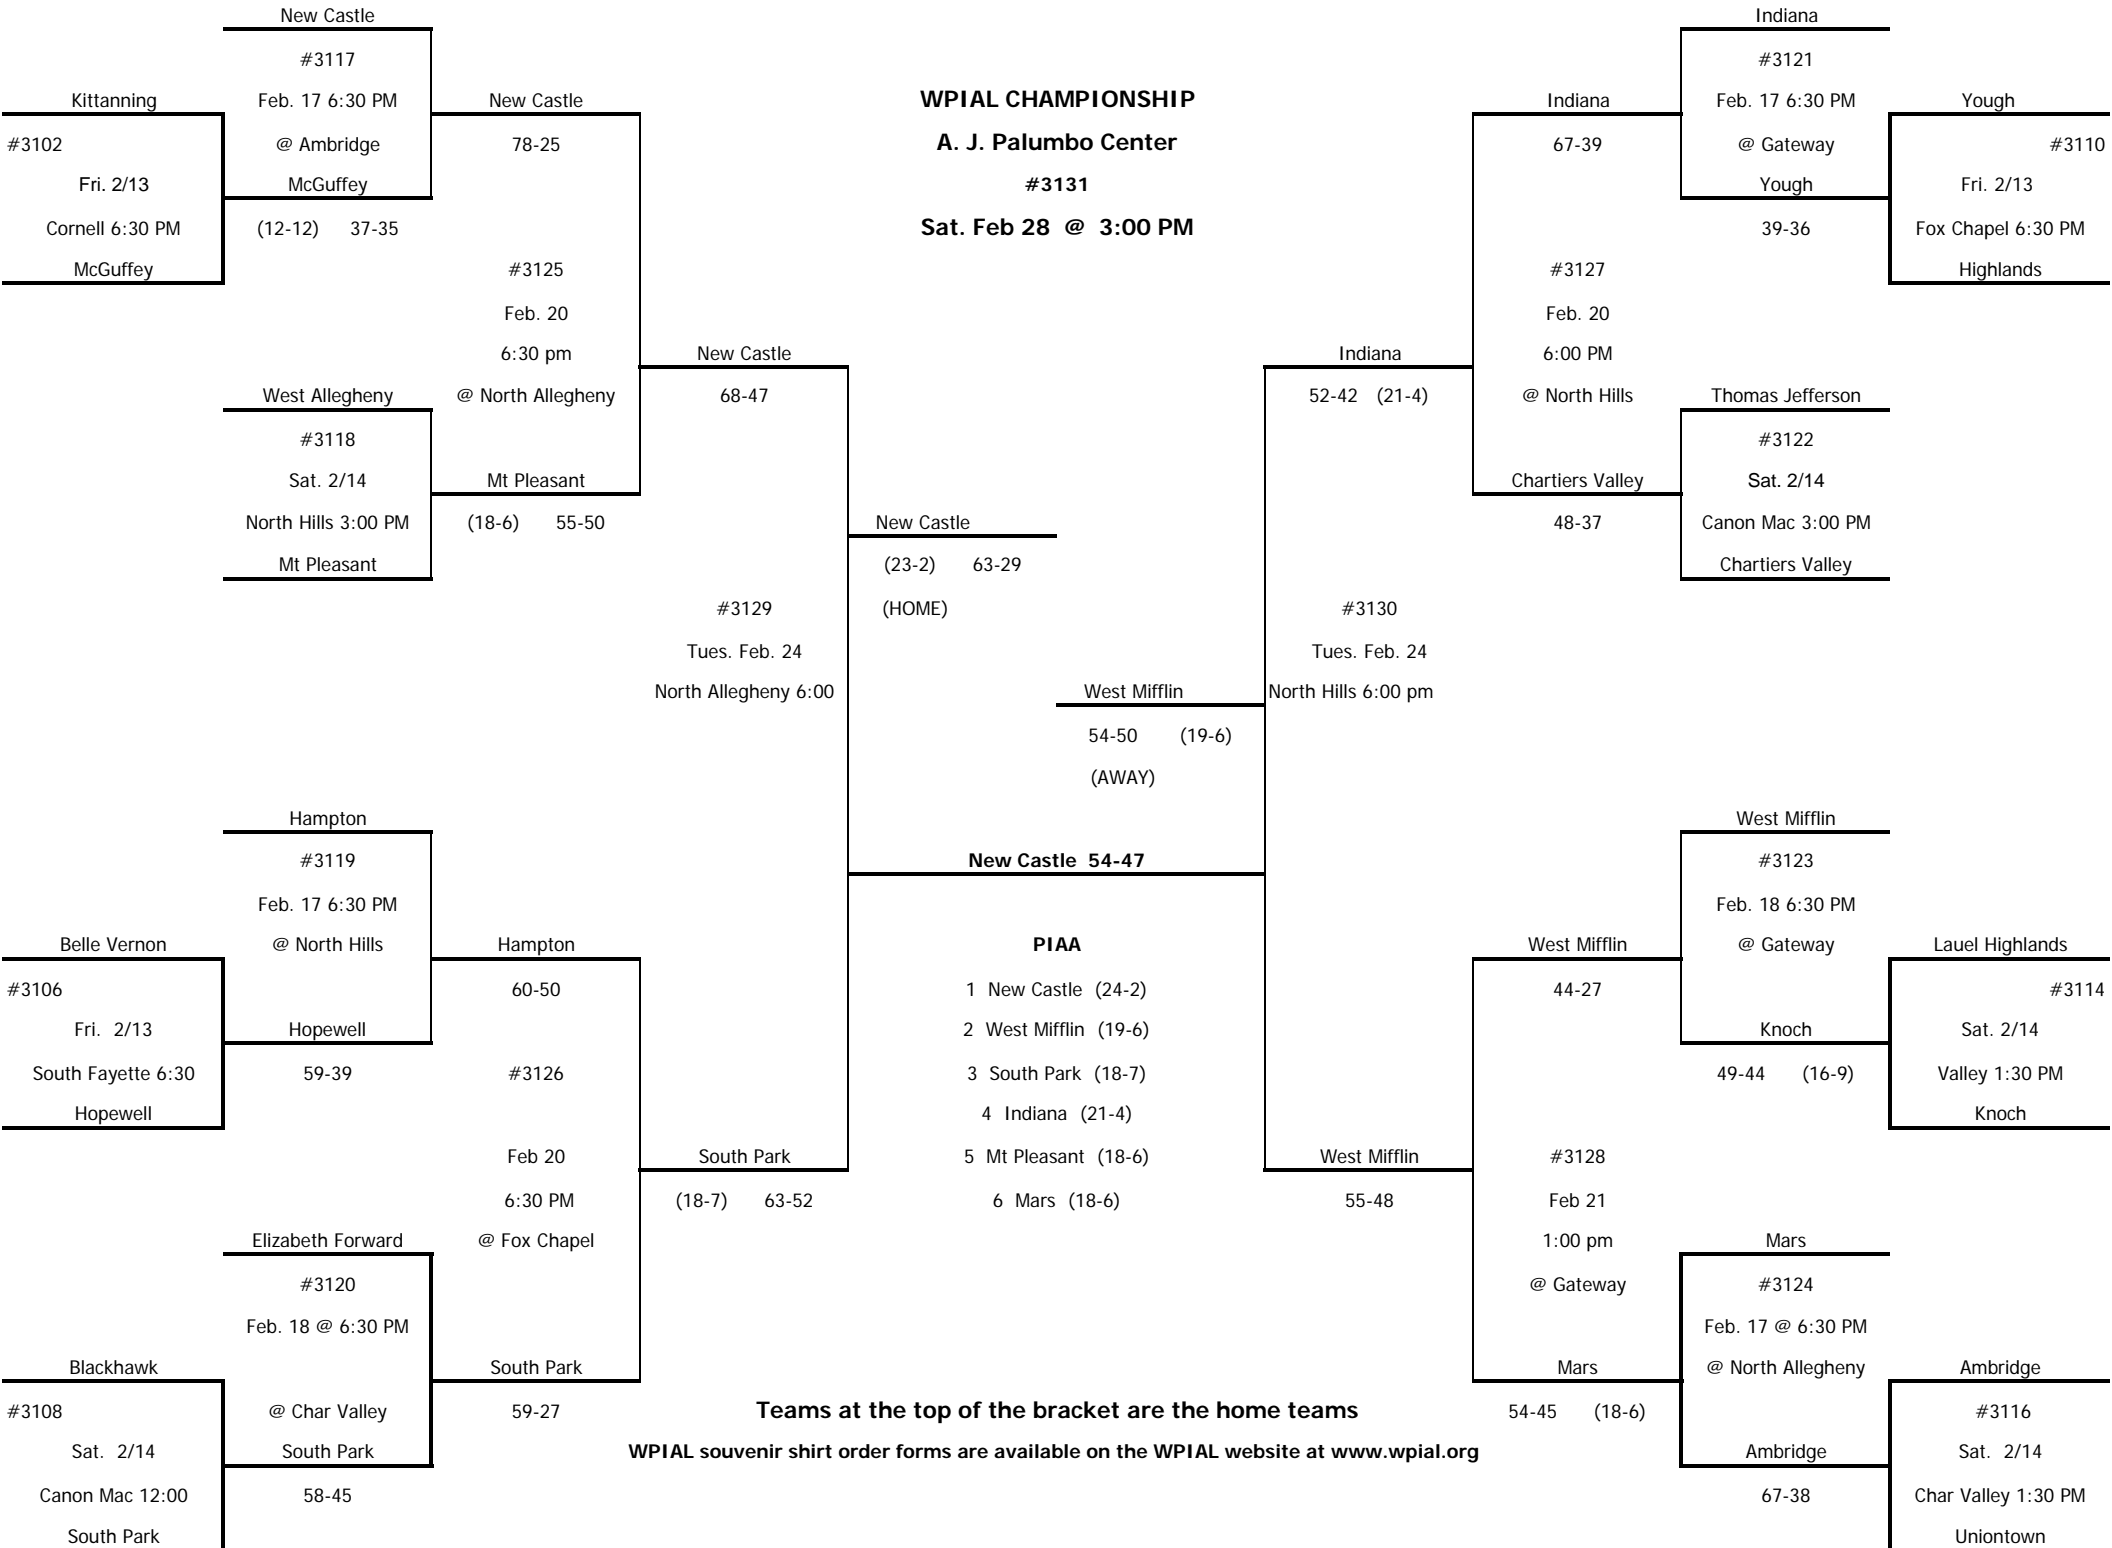 New Castle
Indiana
#3117
#3121
Kittanning
Feb. 17 6:30 PM
New Castle
WPIAL CHAMPIONSHIP
Indiana
Feb. 17 6:30 PM
Yough
#3102
@ Ambridge
78-25
A. J. Palumbo Center
67-39
@ Gateway
#3110
Fri. 2/13
McGuffey
#3131
Yough
Fri. 2/13
Cornell 6:30 PM
(12-12) 37-35
Sat. Feb 28 @ 3:00 PM
39-36
Fox Chapel 6:30 PM
McGuffey
#3125
#3127
Highlands
Feb. 20
Feb. 20
6:30 pm
New Castle
Indiana
6:00 PM
West Allegheny
@ North Allegheny
68-47
52-42 (21-4)
@ North Hills
Thomas Jefferson
#3118
#3122
Sat. 2/14
Mt Pleasant
Chartiers Valley
Sat. 2/14
North Hills 3:00 PM
(18-6) 55-50
New Castle
48-37
Canon Mac 3:00 PM
Mt Pleasant
(23-2) 63-29
Chartiers Valley
#3129
(HOME)
#3130
Tues. Feb. 24
Tues. Feb. 24
North Allegheny 6:00
West Mifflin
North Hills 6:00 pm
54-50 (19-6)
(AWAY)
Hampton
West Mifflin
#3119
New Castle 54-47
#3123
Feb. 17 6:30 PM
Feb. 18 6:30 PM
Belle Vernon
@ North Hills
Hampton
PIAA
West Mifflin
@ Gateway
Lauel Highlands
#3106
60-50
1 New Castle (24-2)
44-27
#3114
Fri. 2/13
Hopewell
2 West Mifflin (19-6)
Knoch
Sat. 2/14
South Fayette 6:30
59-39
#3126
3 South Park (18-7)
49-44 (16-9)
Valley 1:30 PM
Hopewell
4 Indiana (21-4)
Knoch
Feb 20
South Park
5 Mt Pleasant (18-6)
West Mifflin
#3128
6:30 PM
(18-7) 63-52
6 Mars (18-6)
55-48
Feb 21
Elizabeth Forward
@ Fox Chapel
1:00 pm
Mars
#3120
@ Gateway
#3124
Feb. 18 @ 6:30 PM
Feb. 17 @ 6:30 PM
Blackhawk
South Park
Mars
@ North Allegheny
Ambridge
#3108
@ Char Valley
59-27
Teams at the top of the bracket are the home teams
54-45 (18-6)
#3116
Sat. 2/14
South Park
WPIAL souvenir shirt order forms are available on the WPIAL website at www.wpial.org
Ambridge
Sat. 2/14
Canon Mac 12:00
58-45
67-38
Char Valley 1:30 PM
South Park
Uniontown